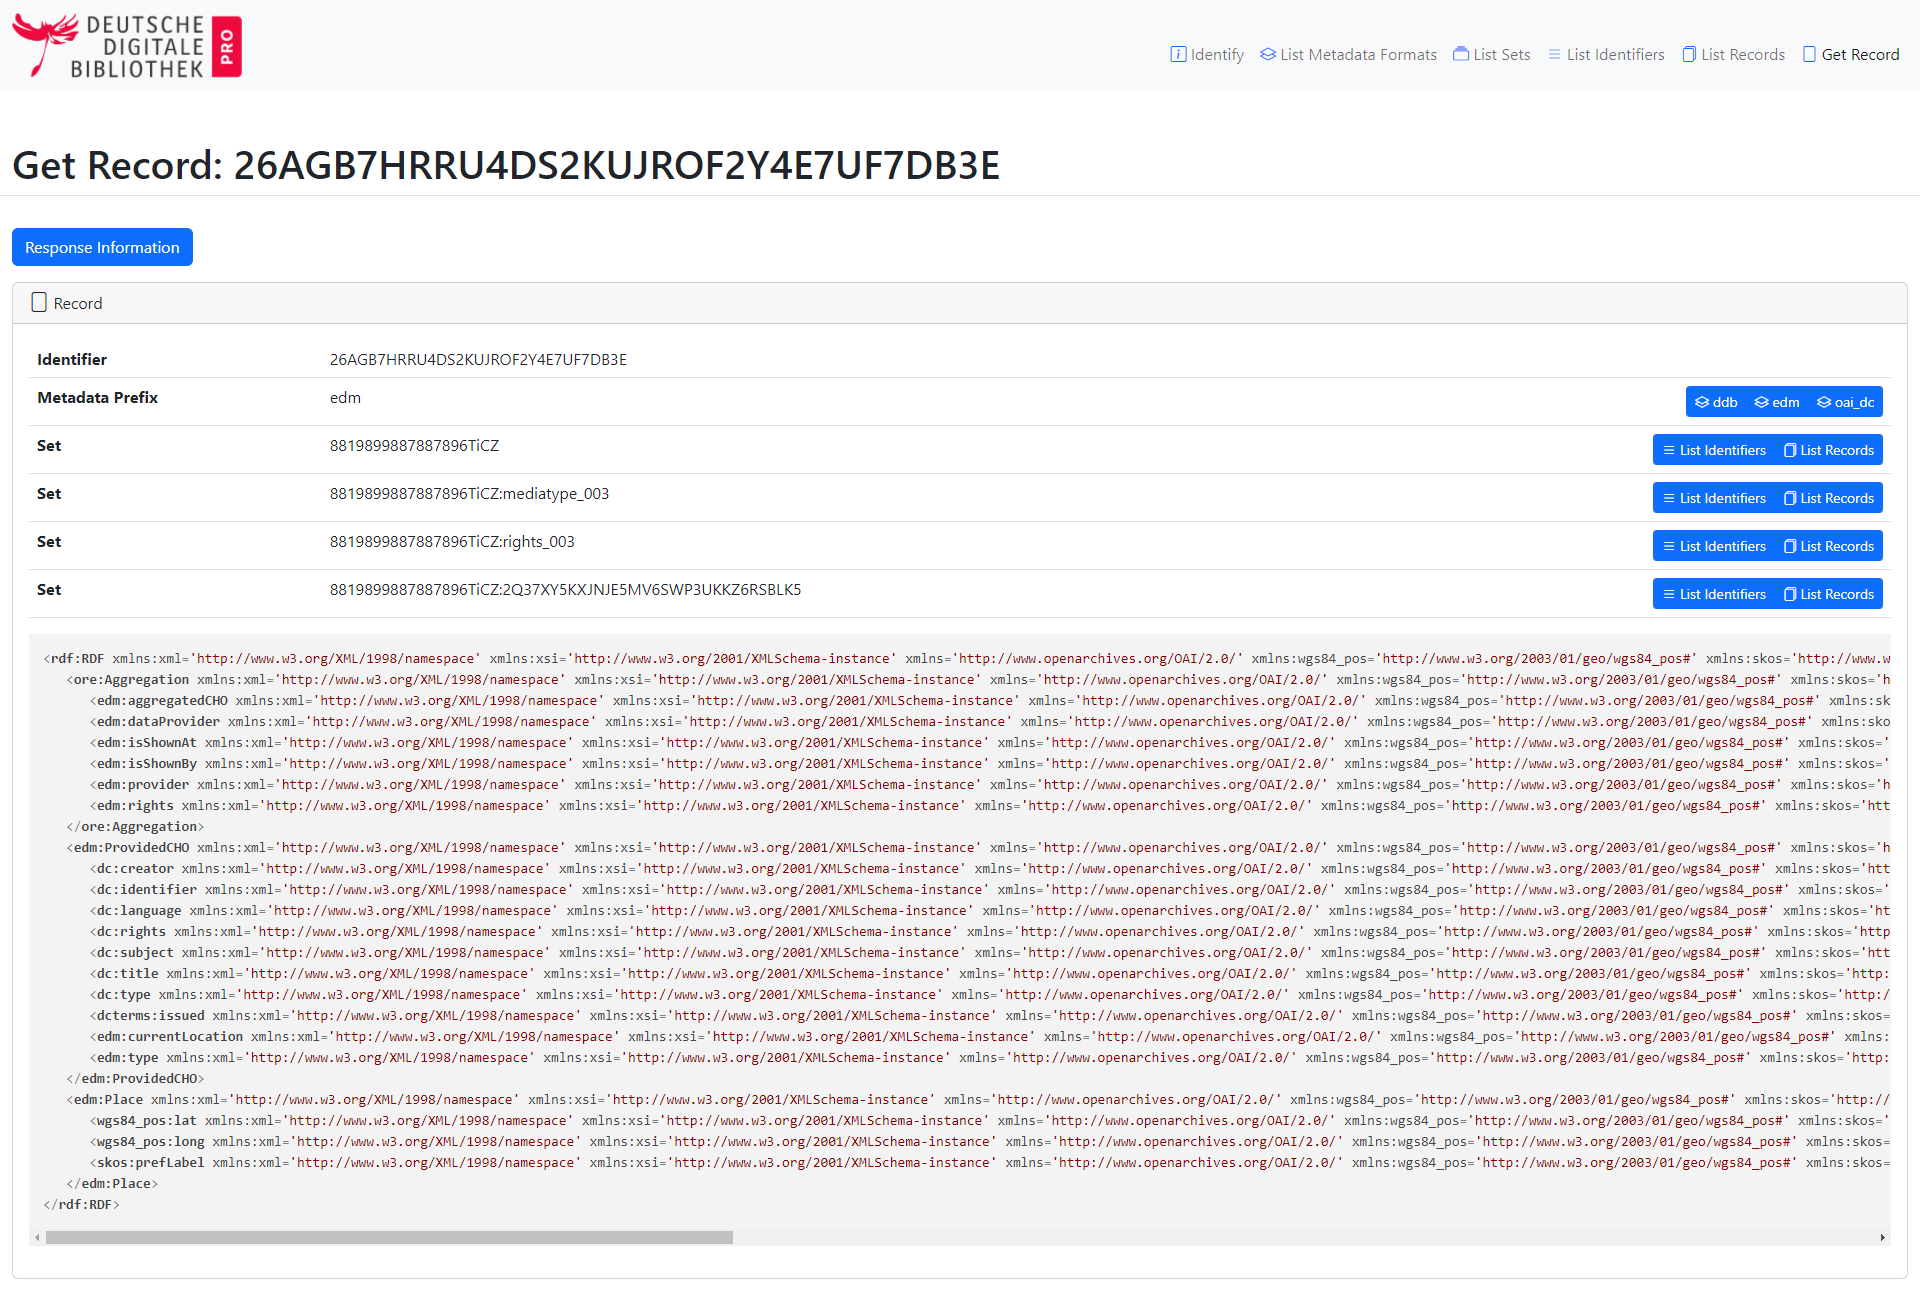 DEUTSCHE
DIGITALE
BIBLIOTHEK
PRO
Identify List Metadata Formats List Sets List Identifiers List Records Get Record
Get Record: 26AGB7HRRU4DS2KUJROF2Y4E7UF7DB3E
Response Information
Record
Identifier 26AGB7HRRU4DS2KUJROF2Y4E7UF7DB3E
Metadata Prefix edm ddb edm oai_dc
Set 8819899887887896TiCZ List Identifiers List Records
Set 8819899887887896TiCZ:mediatype_003 List Identifiers List Records
Set 8819899887887896TiCZ:rights_003 List Identifiers List Records
Set 8819899887887896TiCZ:2Q37XY5KXJNJE5MV6SWP3UKKZ6RSBLK5 List Identifiers List Records
<rdf:RDF xmlns:xml='http://www.w3.org/XML/1998/namespace' xmlns:xsi='http://www.w3.org/2001/XMLSchema-instance' xmlns='http://www.openarchives.org/OAI/2.0/' xmlns:wgs84_pos='http://www.w3.org/2003/01/geo/wgs84_pos#' xmlns:skos='http://www.w
<ore:Aggregation xmlns:xml='http://www.w3.org/XML/1998/namespace' xmlns:xsi='http://www.w3.org/2001/XMLSchema-instance' xmlns='http://www.openarchives.org/OAI/2.0/' xmlns:wgs84_pos='http://www.w3.org/2003/01/geo/wgs84_pos#' xmlns:skos='h
<edm:aggregatedCHO xmlns:xml='http://www.w3.org/XML/1998/namespace' xmlns:xsi='http://www.w3.org/2001/XMLSchema-instance' xmlns='http://www.openarchives.org/OAI/2.0/' xmlns:wgs84_pos='http://www.w3.org/2003/01/geo/wgs84_pos#' xmlns:sk
<edm:dataProvider xmlns:xml='http://www.w3.org/XML/1998/namespace' xmlns:xsi='http://www.w3.org/2001/XMLSchema-instance' xmlns='http://www.openarchives.org/OAI/2.0/' xmlns:wgs84_pos='http://www.w3.org/2003/01/geo/wgs84_pos#' xmlns:sko
<edm:isShownAt xmlns:xml='http://www.w3.org/XML/1998/namespace' xmlns:xsi='http://www.w3.org/2001/XMLSchema-instance' xmlns='http://www.openarchives.org/OAI/2.0/' xmlns:wgs84_pos='http://www.w3.org/2003/01/geo/wgs84_pos#' xmlns:skos='
<edm:isShownBy xmlns:xml='http://www.w3.org/XML/1998/namespace' xmlns:xsi='http://www.w3.org/2001/XMLSchema-instance' xmlns='http://www.openarchives.org/OAI/2.0/' xmlns:wgs84_pos='http://www.w3.org/2003/01/geo/wgs84_pos#' xmlns:skos='
<edm:provider xmlns:xml='http://www.w3.org/XML/1998/namespace' xmlns:xsi='http://www.w3.org/2001/XMLSchema-instance' xmlns='http://www.openarchives.org/OAI/2.0/' xmlns:wgs84_pos='http://www.w3.org/2003/01/geo/wgs84_pos#' xmlns:skos='h
<edm:rights xmlns:xml='http://www.w3.org/XML/1998/namespace' xmlns:xsi='http://www.w3.org/2001/XMLSchema-instance' xmlns='http://www.openarchives.org/OAI/2.0/' xmlns:wgs84_pos='http://www.w3.org/2003/01/geo/wgs84_pos#' xmlns:skos='htt
</ore:Aggregation>
<edm:ProvidedCHO xmlns:xml='http://www.w3.org/XML/1998/namespace' xmlns:xsi='http://www.w3.org/2001/XMLSchema-instance' xmlns='http://www.openarchives.org/OAI/2.0/' xmlns:wgs84_pos='http://www.w3.org/2003/01/geo/wgs84_pos#' xmlns:skos='h
<dc:creator xmlns:xml='http://www.w3.org/XML/1998/namespace' xmlns:xsi='http://www.w3.org/2001/XMLSchema-instance' xmlns='http://www.openarchives.org/OAI/2.0/' xmlns:wgs84_pos='http://www.w3.org/2003/01/geo/wgs84_pos#' xmlns:skos='htt
<dc:identifier xmlns:xml='http://www.w3.org/XML/1998/namespace' xmlns:xsi='http://www.w3.org/2001/XMLSchema-instance' xmlns='http://www.openarchives.org/OAI/2.0/' xmlns:wgs84_pos='http://www.w3.org/2003/01/geo/wgs84_pos#' xmlns:skos='
<dc:language xmlns:xml='http://www.w3.org/XML/1998/namespace' xmlns:xsi='http://www.w3.org/2001/XMLSchema-instance' xmlns='http://www.openarchives.org/OAI/2.0/' xmlns:wgs84_pos='http://www.w3.org/2003/01/geo/wgs84_pos#' xmlns:skos='ht
<dc:rights xmlns:xml='http://www.w3.org/XML/1998/namespace' xmlns:xsi='http://www.w3.org/2001/XMLSchema-instance' xmlns='http://www.openarchives.org/OAI/2.0/' xmlns:wgs84_pos='http://www.w3.org/2003/01/geo/wgs84_pos#' xmlns:skos='http
<dc:subject xmlns:xml='http://www.w3.org/XML/1998/namespace' xmlns:xsi='http://www.w3.org/2001/XMLSchema-instance' xmlns='http://www.openarchives.org/OAI/2.0/' xmlns:wgs84_pos='http://www.w3.org/2003/01/geo/wgs84_pos#' xmlns:skos='htt
<dc:title xmlns:xml='http://www.w3.org/XML/1998/namespace' xmlns:xsi='http://www.w3.org/2001/XMLSchema-instance' xmlns='http://www.openarchives.org/OAI/2.0/' xmlns:wgs84_pos='http://www.w3.org/2003/01/geo/wgs84_pos#' xmlns:skos='http:
<dc:type xmlns:xml='http://www.w3.org/XML/1998/namespace' xmlns:xsi='http://www.w3.org/2001/XMLSchema-instance' xmlns='http://www.openarchives.org/OAI/2.0/' xmlns:wgs84_pos='http://www.w3.org/2003/01/geo/wgs84_pos#' xmlns:skos='http:/
<dcterms:issued xmlns:xml='http://www.w3.org/XML/1998/namespace' xmlns:xsi='http://www.w3.org/2001/XMLSchema-instance' xmlns='http://www.openarchives.org/OAI/2.0/' xmlns:wgs84_pos='http://www.w3.org/2003/01/geo/wgs84_pos#' xmlns:skos=
<edm:currentLocation xmlns:xml='http://www.w3.org/XML/1998/namespace' xmlns:xsi='http://www.w3.org/2001/XMLSchema-instance' xmlns='http://www.openarchives.org/OAI/2.0/' xmlns:wgs84_pos='http://www.w3.org/2003/01/geo/wgs84_pos#' xmlns:
<edm:type xmlns:xml='http://www.w3.org/XML/1998/namespace' xmlns:xsi='http://www.w3.org/2001/XMLSchema-instance' xmlns='http://www.openarchives.org/OAI/2.0/' xmlns:wgs84_pos='http://www.w3.org/2003/01/geo/wgs84_pos#' xmlns:skos='http:
</edm:ProvidedCHO>
<edm:Place xmlns:xml='http://www.w3.org/XML/1998/namespace' xmlns:xsi='http://www.w3.org/2001/XMLSchema-instance' xmlns='http://www.openarchives.org/OAI/2.0/' xmlns:wgs84_pos='http://www.w3.org/2003/01/geo/wgs84_pos#' xmlns:skos='http://
<wgs84_pos:lat xmlns:xml='http://www.w3.org/XML/1998/namespace' xmlns:xsi='http://www.w3.org/2001/XMLSchema-instance' xmlns='http://www.openarchives.org/OAI/2.0/' xmlns:wgs84_pos='http://www.w3.org/2003/01/geo/wgs84_pos#' xmlns:skos='
<wgs84_pos:long xmlns:xml='http://www.w3.org/XML/1998/namespace' xmlns:xsi='http://www.w3.org/2001/XMLSchema-instance' xmlns='http://www.openarchives.org/OAI/2.0/' xmlns:wgs84_pos='http://www.w3.org/2003/01/geo/wgs84_pos#' xmlns:skos=
<skos:prefLabel xmlns:xml='http://www.w3.org/XML/1998/namespace' xmlns:xsi='http://www.w3.org/2001/XMLSchema-instance' xmlns='http://www.openarchives.org/OAI/2.0/' xmlns:wgs84_pos='http://www.w3.org/2003/01/geo/wgs84_pos#' xmlns:skos=
</edm:Place>
</rdf:RDF>